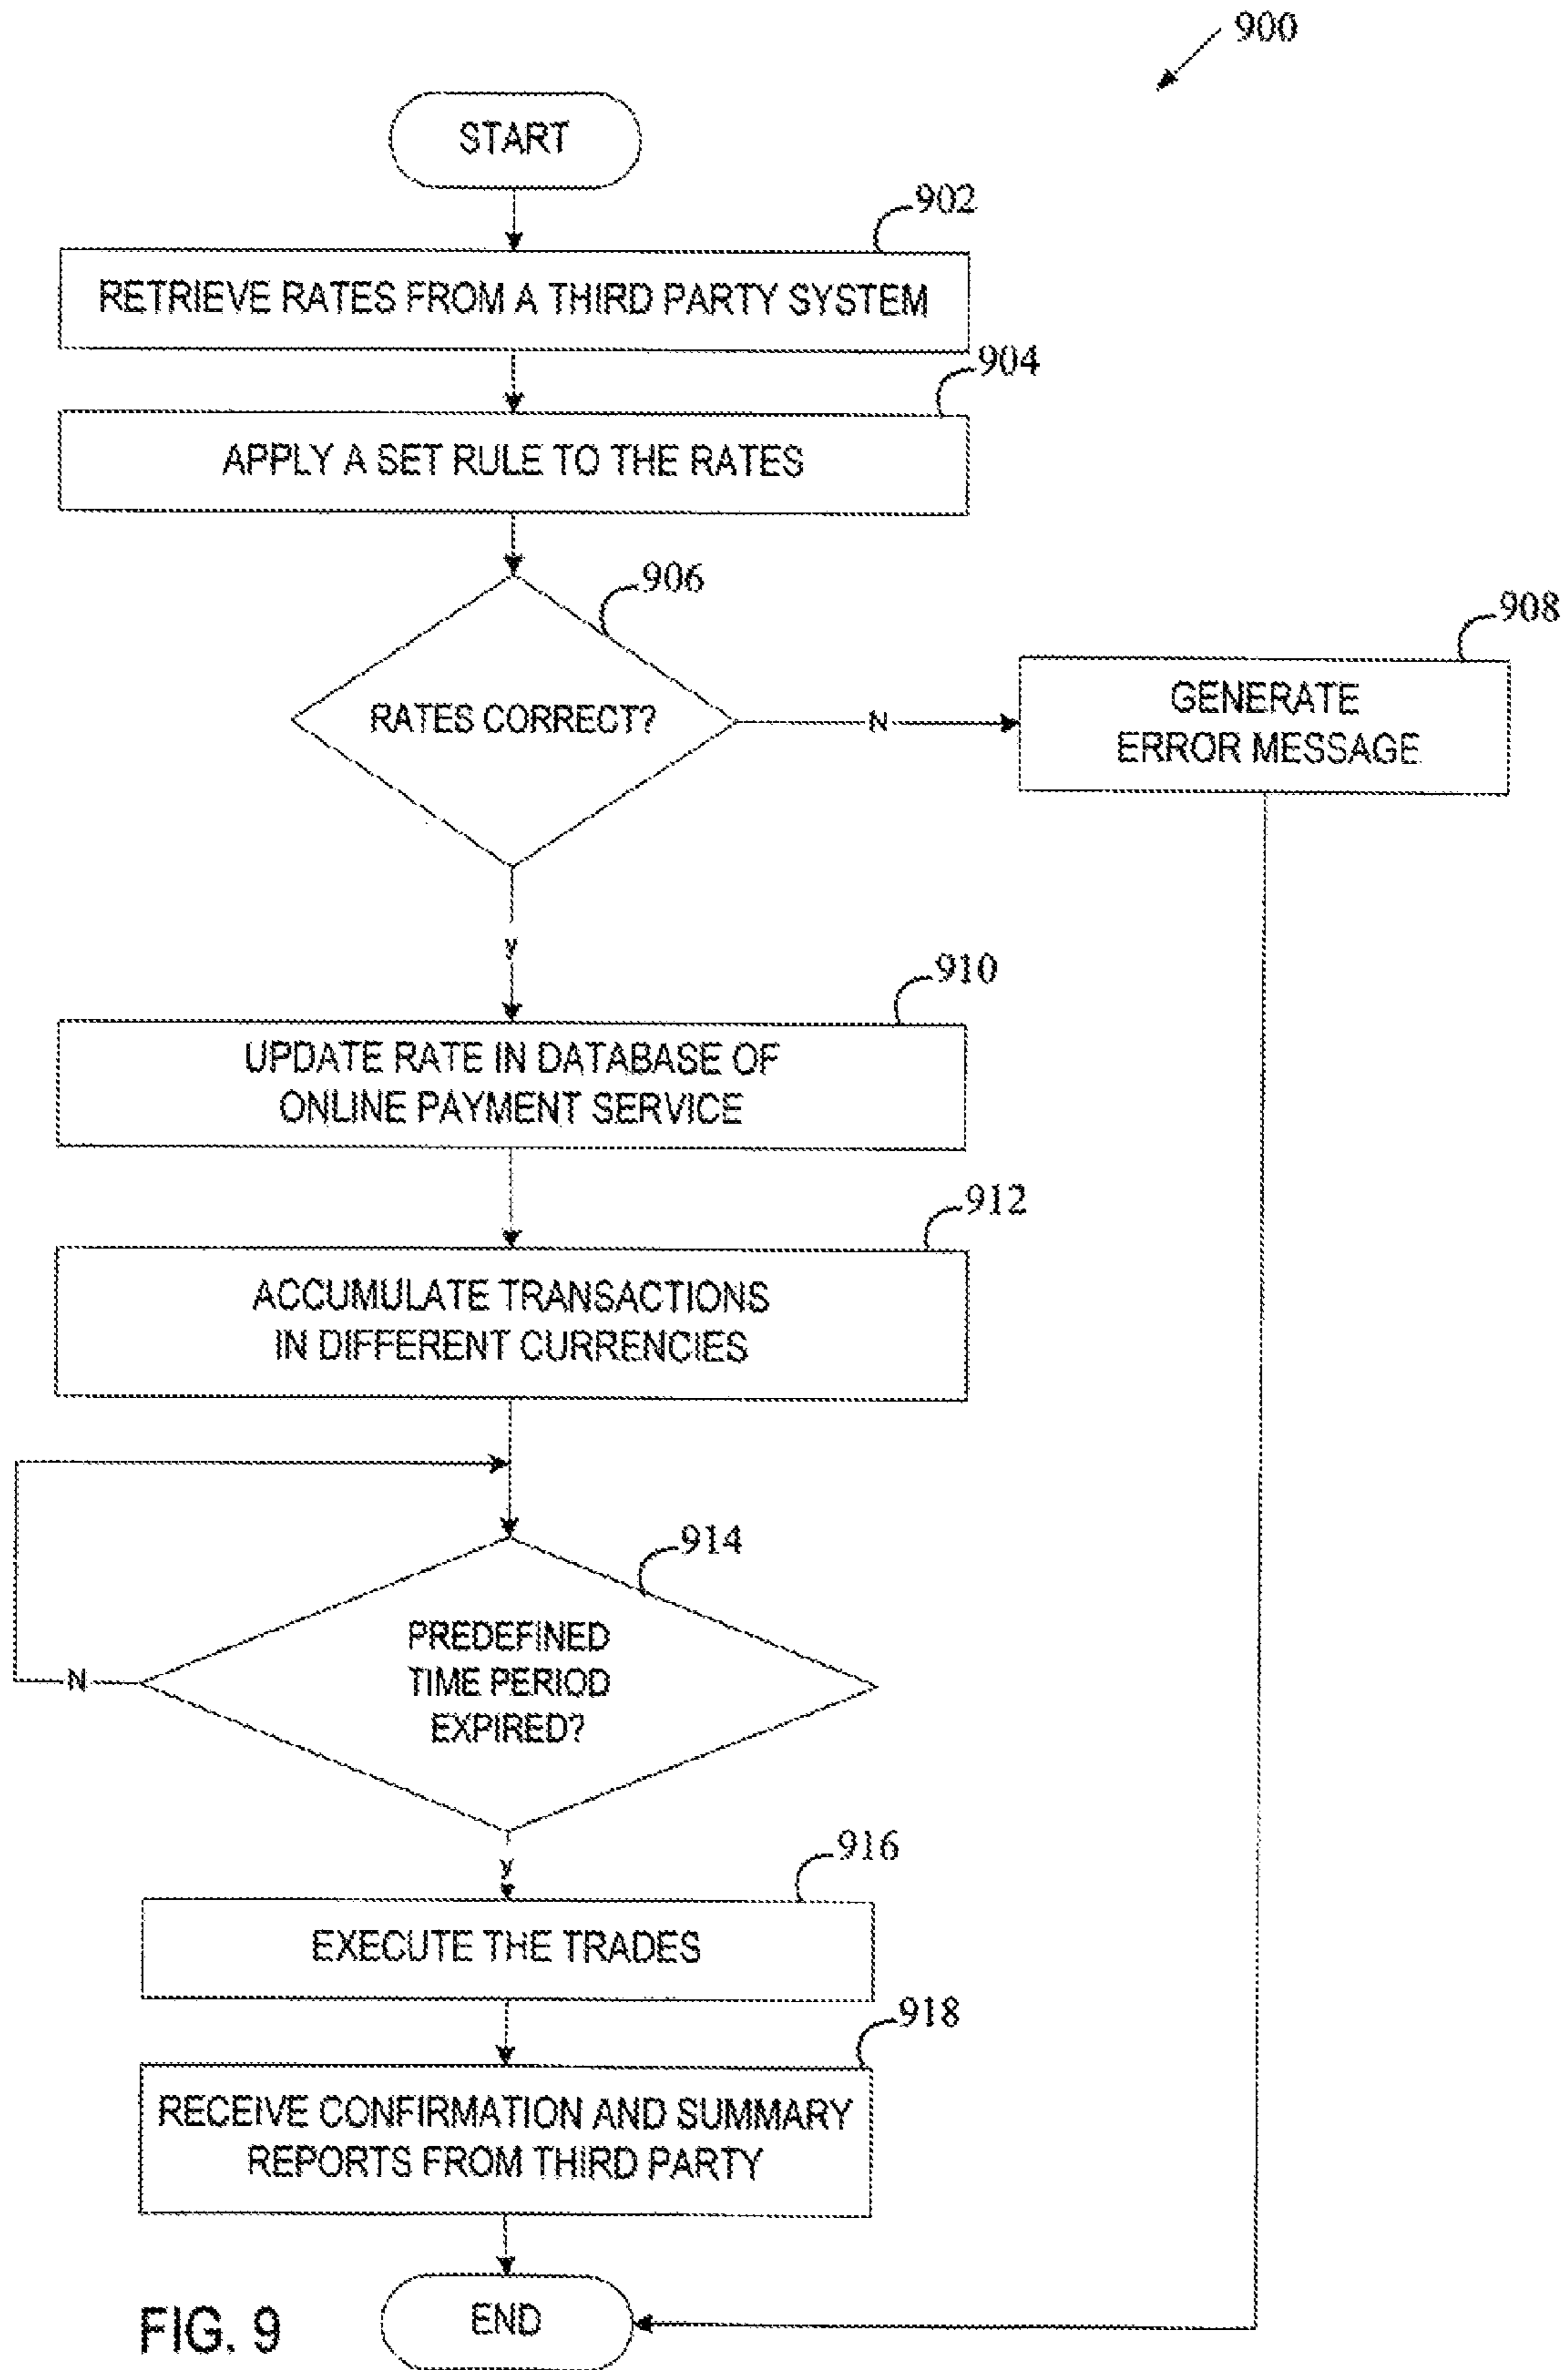 900
START
902
RETRIEVE RATES FROM A THIRD PARTY SYSTEM
904
APPLY A SET RULE TO THE RATES
906
RATES CORRECT?
N
908
GENERATE
ERROR MESSAGE
y
910
UPDATE RATE IN DATABASE OF
ONLINE PAYMENT SERVICE
912
ACCUMULATE TRANSACTIONS
IN DIFFERENT CURRENCIES
914
PREDEFINED
TIME PERIOD
EXPIRED?
N
y
916
EXECUTE THE TRADES
918
RECEIVE CONFIRMATION AND SUMMARY
REPORTS FROM THIRD PARTY
END
FIG. 9